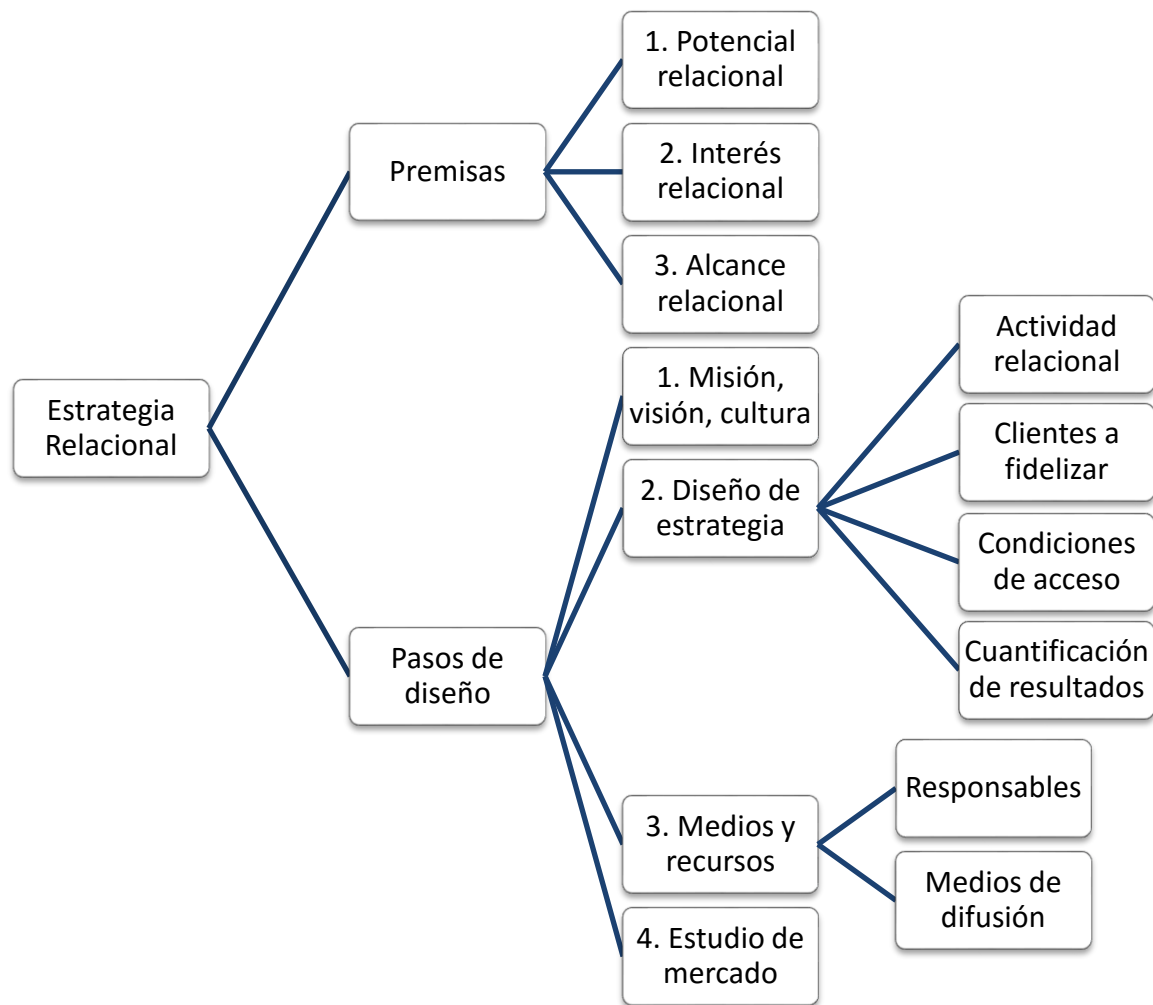 Estrategia
Relacional
Premisas
1. Potencial
relacional
2. Interés
relacional
3. Alcance
relacional
Pasos de
diseño
1. Misión,
visión, cultura
2. Diseño de
estrategia
Actividad
relacional
Clientes a
fidelizar
Condiciones
de acceso
Cuantificación
de resultados
3. Medios y
recursos
Responsables
Medios de
difusión
4. Estudio de
mercado